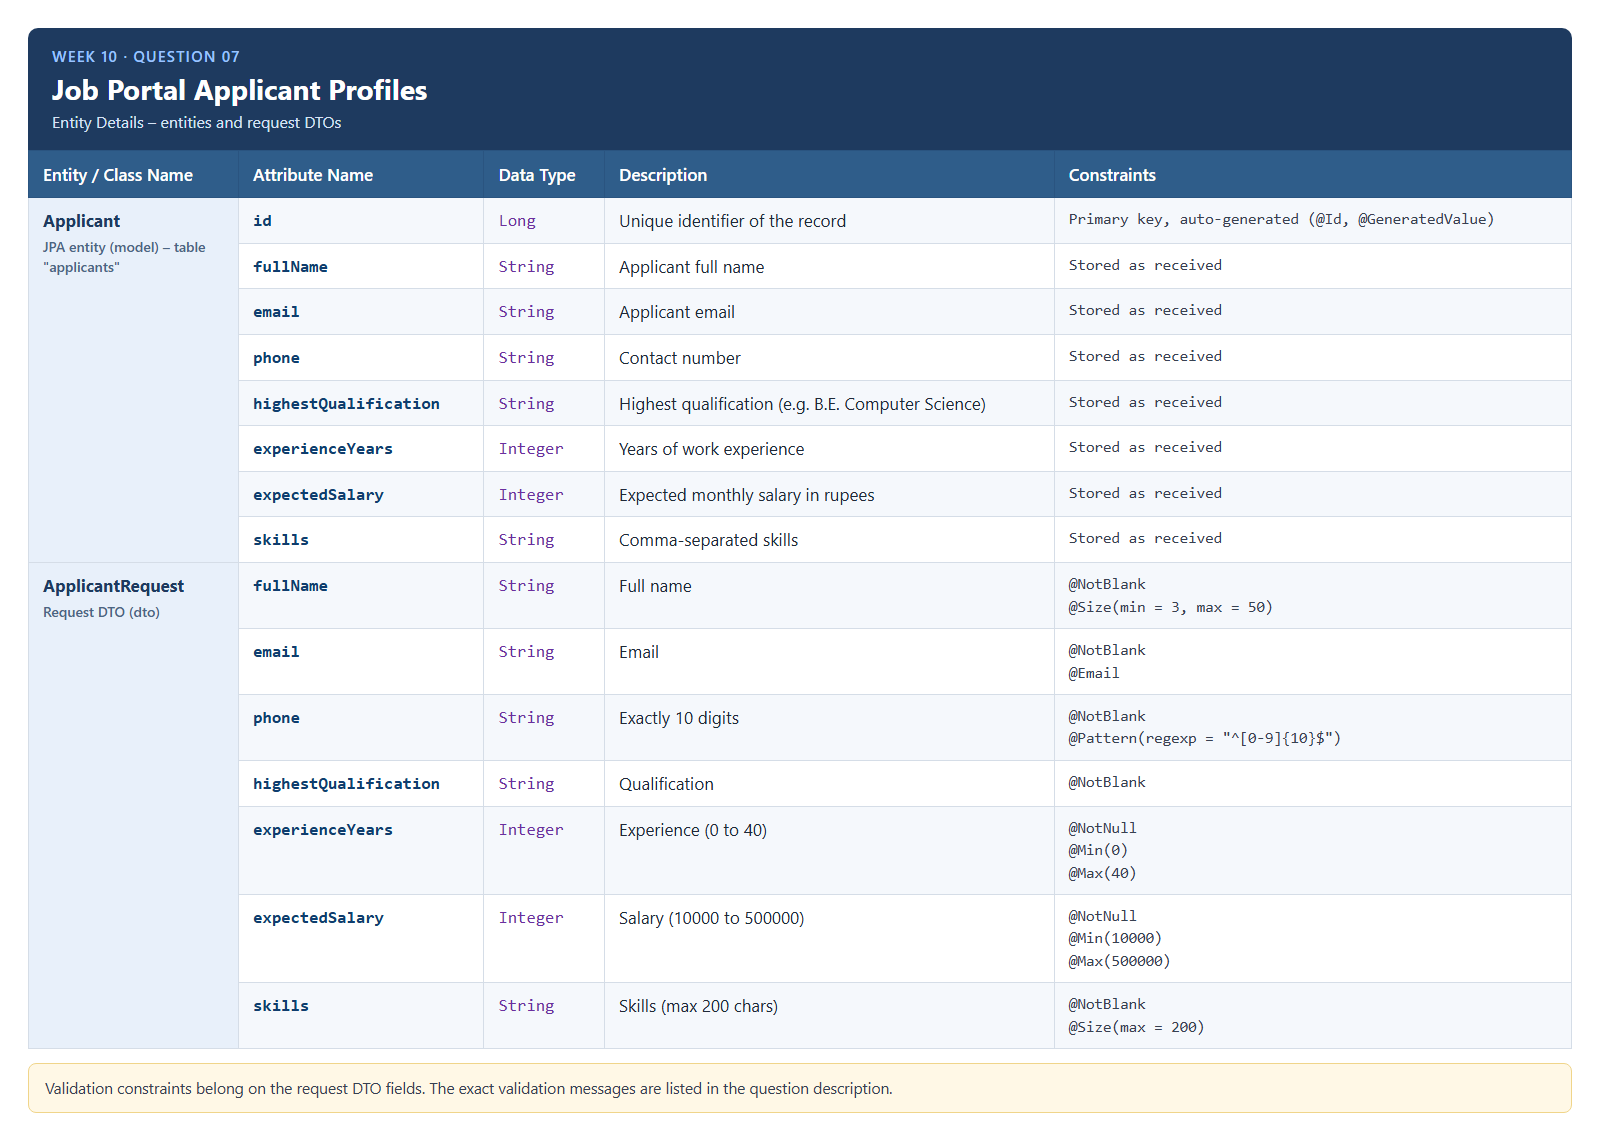 WEEK 10 · QUESTION 07
Job Portal Applicant Profiles
Entity Details – entities and request DTOs
Entity / Class Name Attribute Name Data Type Description Constraints
Applicant id Long Unique identifier of the record Primary key, auto-generated (@Id, @GeneratedValue)
JPA entity (model) – table
"applicants"
fullName String Applicant full name Stored as received
email String Applicant email Stored as received
phone String Contact number Stored as received
highestQualification String Highest qualification (e.g. B.E. Computer Science) Stored as received
experienceYears Integer Years of work experience Stored as received
expectedSalary Integer Expected monthly salary in rupees Stored as received
skills String Comma-separated skills Stored as received
ApplicantRequest fullName String Full name @NotBlank
Request DTO (dto) @Size(min = 3, max = 50)
email String Email @NotBlank
@Email
phone String Exactly 10 digits @NotBlank
@Pattern(regexp = "^[0-9]{10}$")
highestQualification String Qualification @NotBlank
experienceYears Integer Experience (0 to 40) @NotNull
@Min(0)
@Max(40)
expectedSalary Integer Salary (10000 to 500000) @NotNull
@Min(10000)
@Max(500000)
skills String Skills (max 200 chars) @NotBlank
@Size(max = 200)
Validation constraints belong on the request DTO fields. The exact validation messages are listed in the question description.